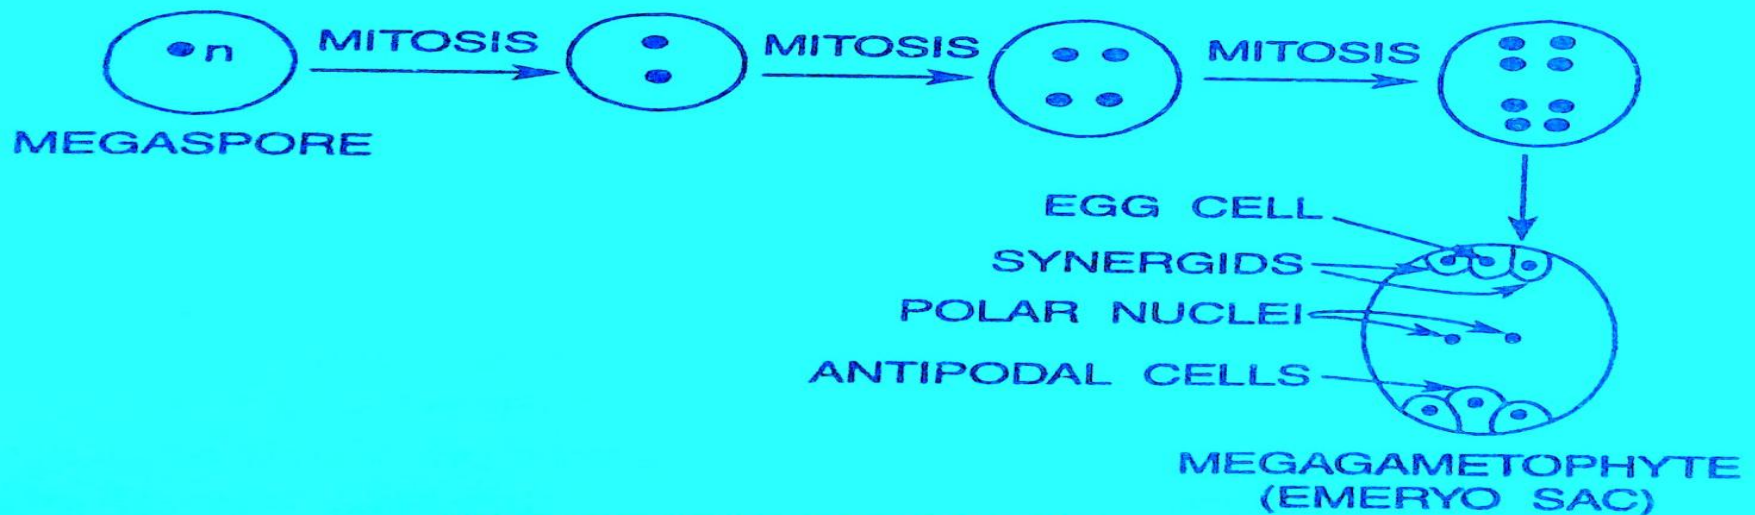 n
MITOSIS
MITOSIS
MITOSIS
MEGASPORE
EGG CELL
SYNERGIDS
POLAR NUCLEI
ANTIPODAL CELLS
MEGAGAMETOPHYTE
(EMERYO SAC)